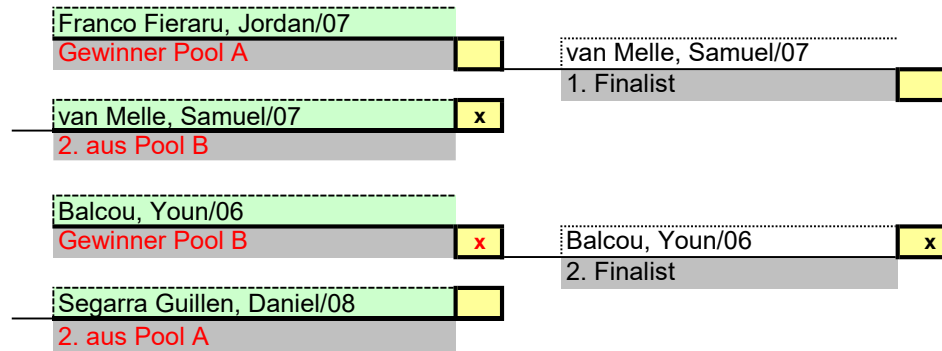 Franco Fieraru, Jordan/07
Gewinner Pool A
van Melle, Samuel/07
1. Finalist
van Melle, Samuel/07 x
2. aus Pool B
Balcou, Youn/06
Gewinner Pool B x
Balcou, Youn/06 x
2. Finalist
Segarra Guillen, Daniel/08
2. aus Pool A